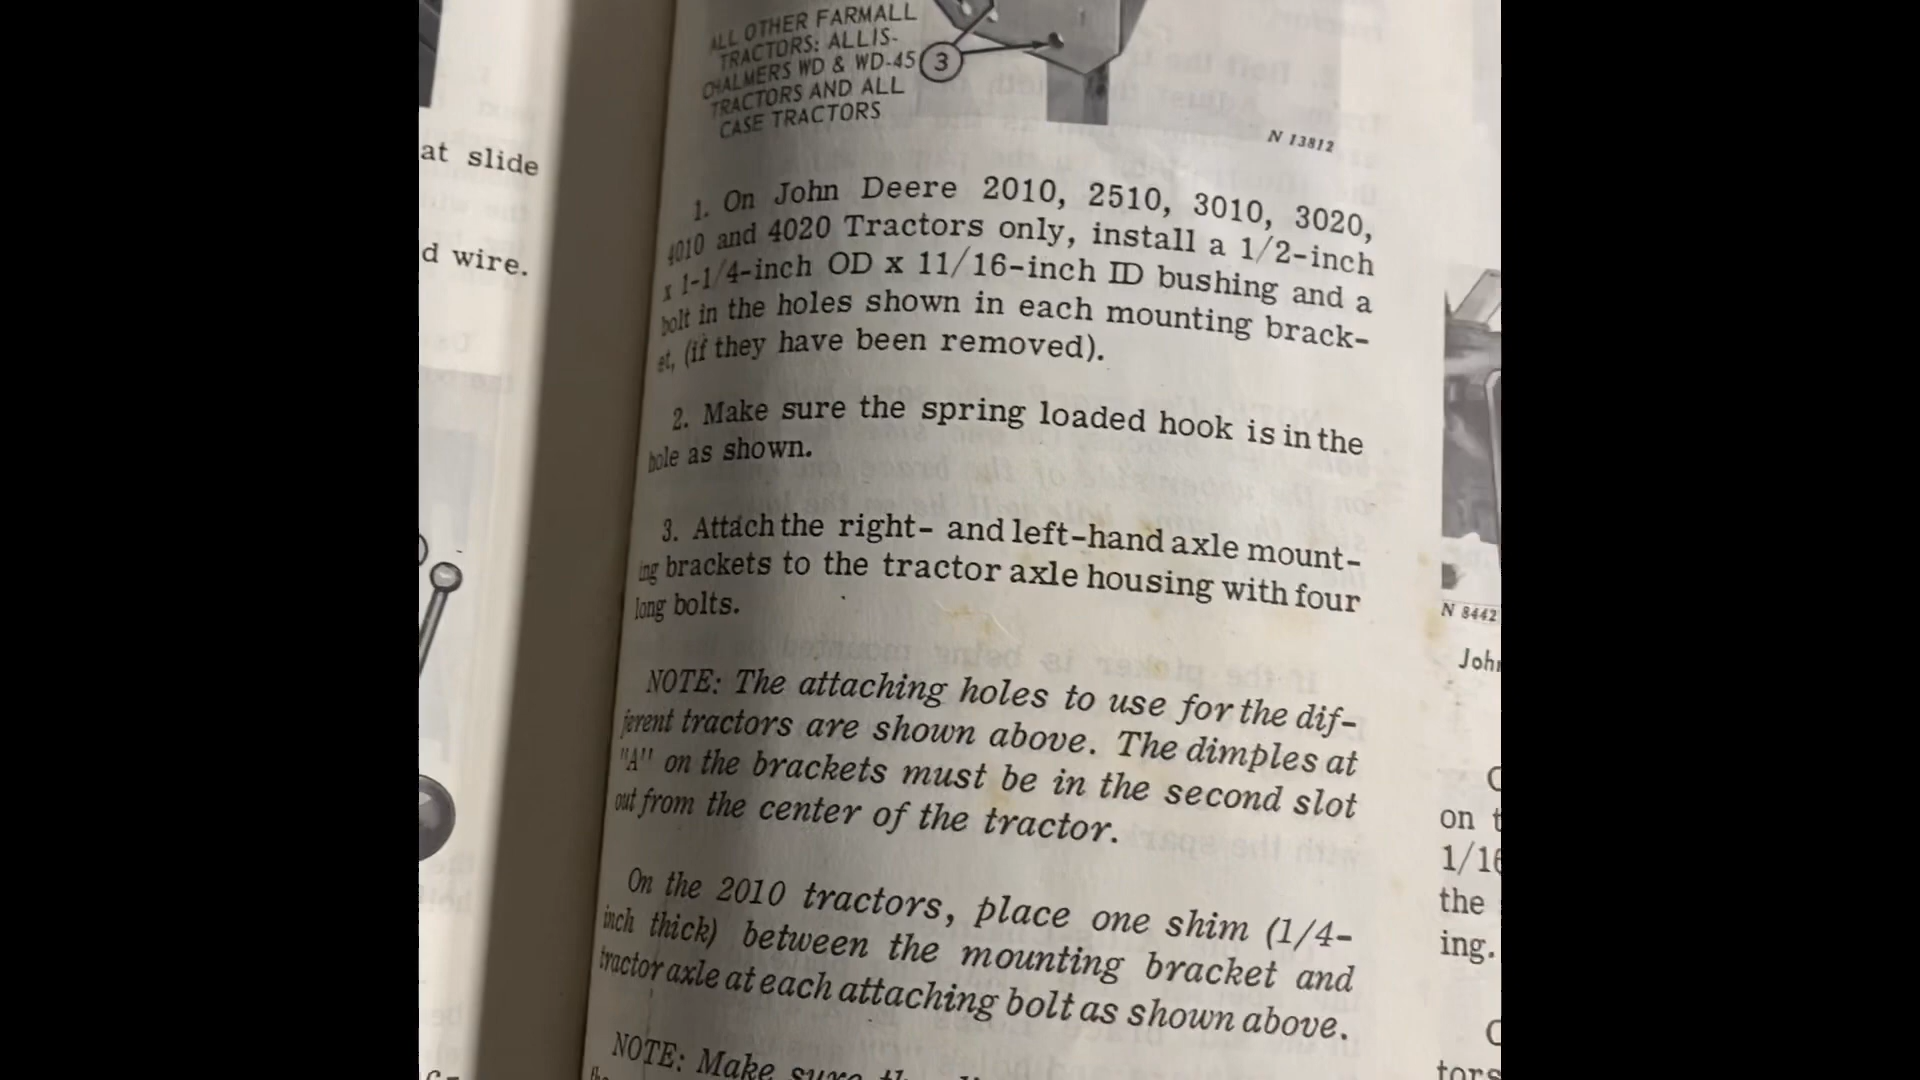 at slide
d wire.
ALL OTHER FARMALL
TRACTORS: ALLIS-
CHALMERS WD & WD-45
TRACTORS AND ALL
CASE TRACTORS
3
N 13812
1. On John Deere 2010, 2510, 3010, 3020,
4010 and 4020 Tractors only, install a 1/2-inch
x 1-1/4-inch OD x 11/16-inch ID bushing and a
bolt in the holes shown in each mounting brack-
et, (if they have been removed).
2. Make sure the spring loaded hook is in the
hole as shown.
3. Attach the right- and left-hand axle mount-
ing brackets to the tractor axle housing with four
long bolts.
NOTE: The attaching holes to use for the dif-
ferent tractors are shown above. The dimples at
"A" on the brackets must be in the second slot
out from the center of the tractor.
On the 2010 tractors, place one shim (1/4-
inch thick) between the mounting bracket and
tractor axle at each attaching bolt as shown above.
NOTE: Make sure
N 8442
John
on t
1/16
the
ing.
tors